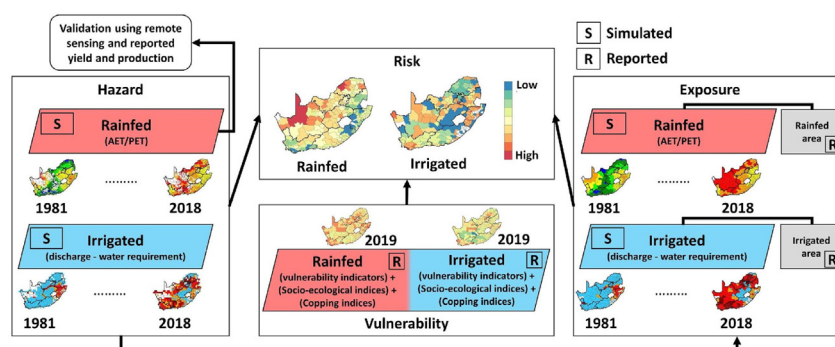 Validation using remote
sensing and reported
yield and production
S Simulated
R Reported
Hazard
S Rainfed
(AET/PET)
1981 ......... 2018
S Irrigated
(discharge - water requirement)
1981 ......... 2018
Risk
Low
High
Rainfed Irrigated
2019 2019
Rainfed R
(vulnerability indicators) +
(Socio-ecological indices) +
(Copping indices)
Irrigated R
(vulnerability indicators) +
(Socio-ecological indices) +
(Copping indices)
Vulnerability
Exposure
S Rainfed
(AET/PET)
Rainfed
area R
1981 ......... 2018
S Irrigated
(discharge - water requirement)
Irrigated
area R
1981 ......... 2018